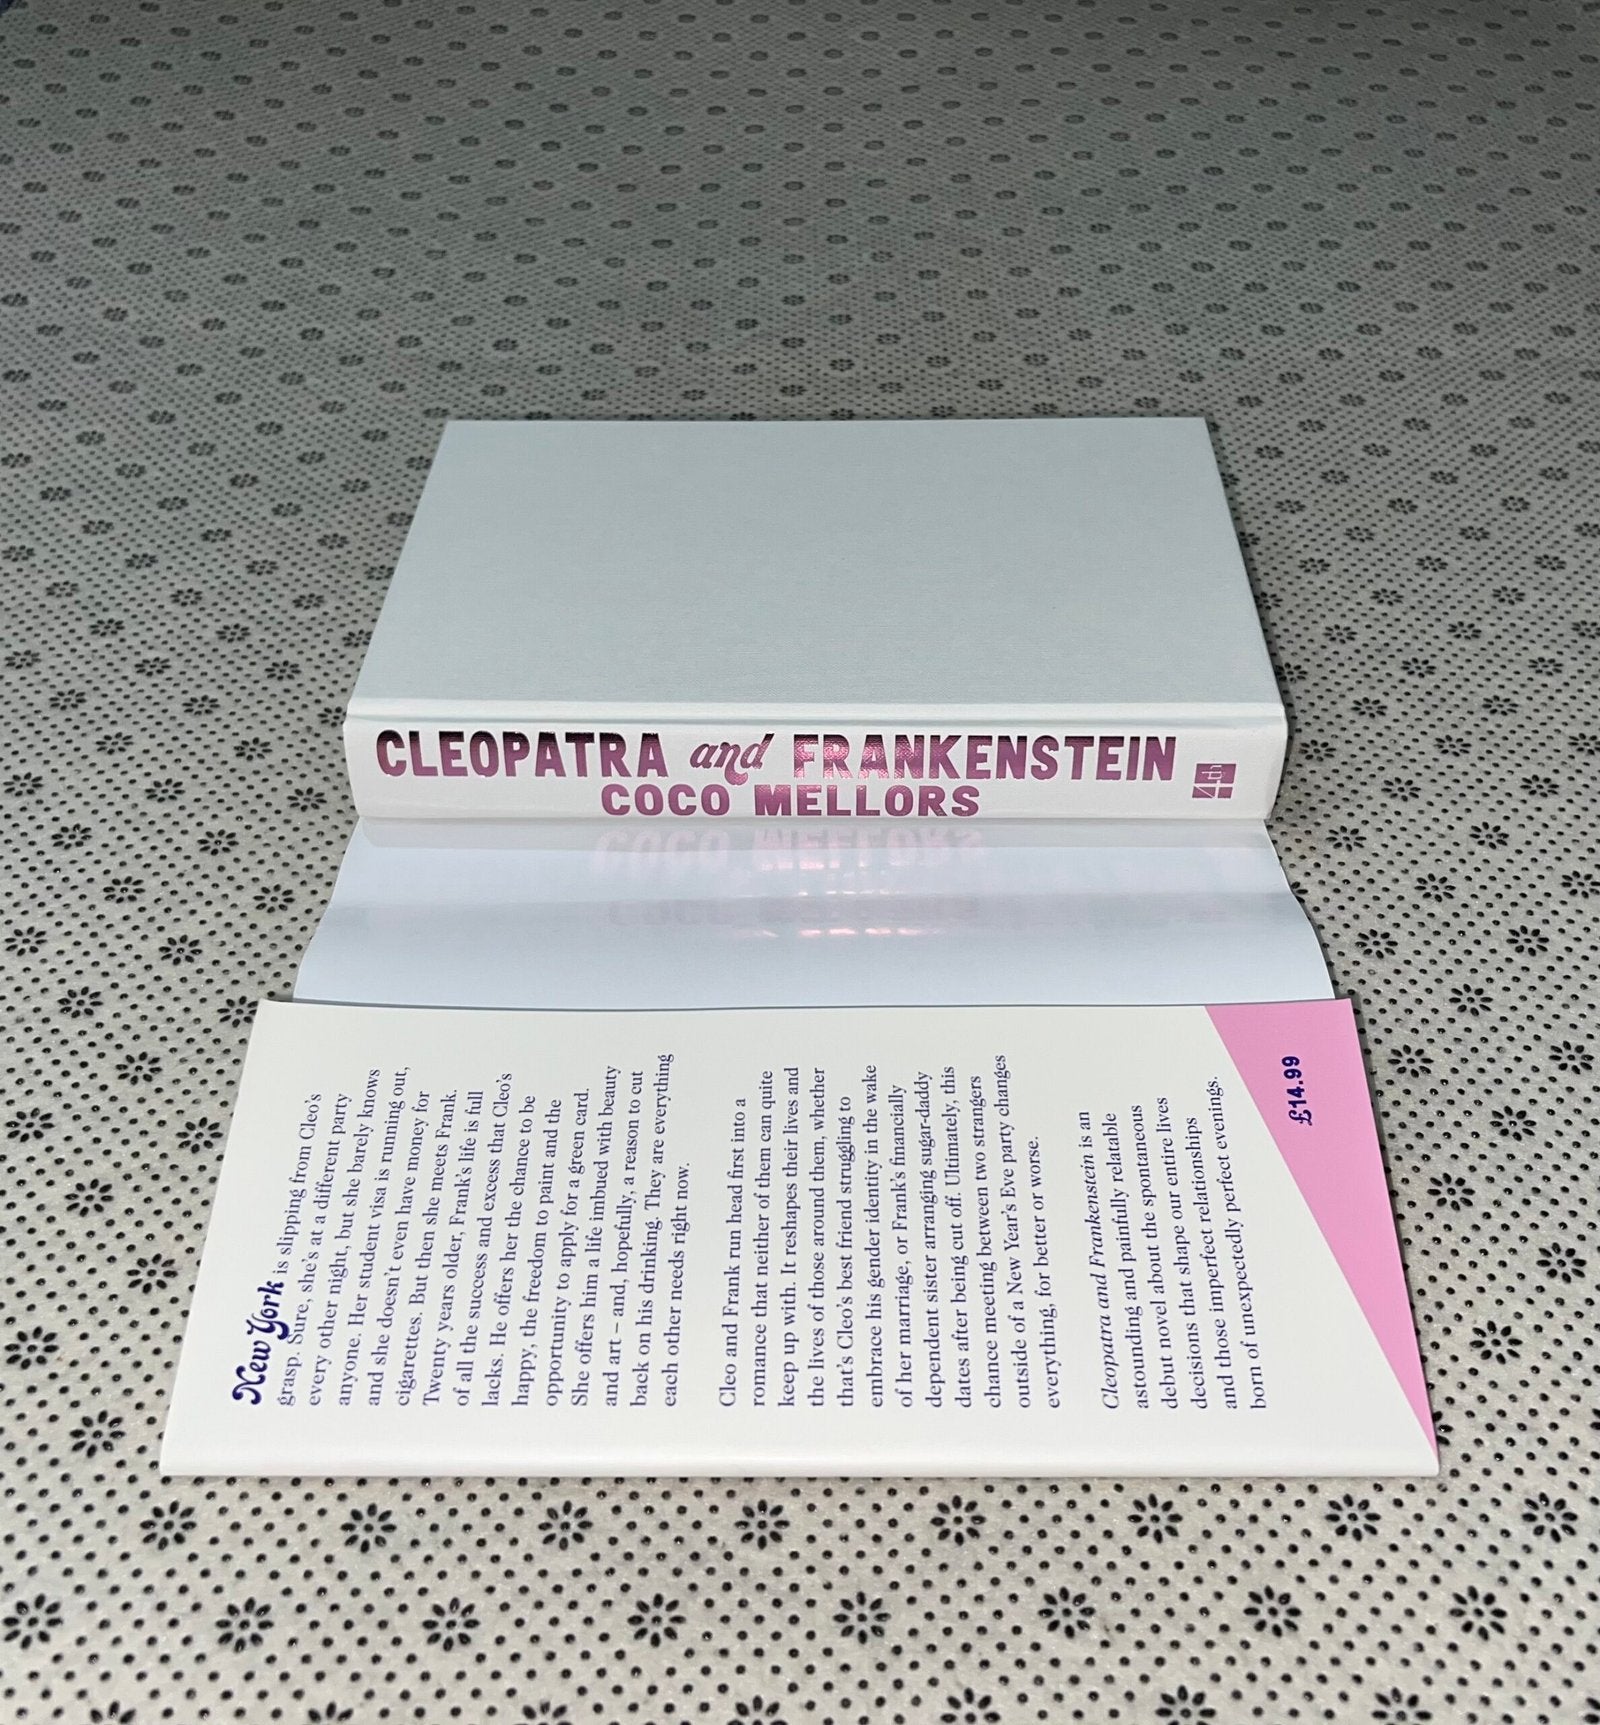 CLEOPATRA and FRANKENSTEIN
COCO MELLORS
4th
New York is slipping from Cleo's
grasp. Sure, she's at a different party
every other night, but she barely knows
anyone. Her student visa is running out,
and she doesn't even have money for
cigarettes. But then she meets Frank.
Twenty years older, Frank's life is full
of all the success and excess that Cleo's
lacks. He offers her the chance to be
happy, the freedom to paint and the
opportunity to apply for a green card.
She offers him a life imbued with beauty
and art – and, hopefully, a reason to cut
back on his drinking. They are everything
each other needs right now.
Cleo and Frank run head first into a
romance that neither of them can quite
keep up with. It reshapes their lives and
the lives of those around them, whether
that's Cleo's best friend struggling to
embrace his gender identity in the wake
of her marriage, or Frank's financially
dependent sister arranging sugar-daddy
dates after being cut off. Ultimately, this
chance meeting between two strangers
outside of a New Year's Eve party changes
everything, for better or worse.
Cleopatra and Frankenstein is an
astounding and painfully relatable
debut novel about the spontaneous
decisions that shape our entire lives
and those imperfect relationships
born of unexpectedly perfect evenings.
£14.99